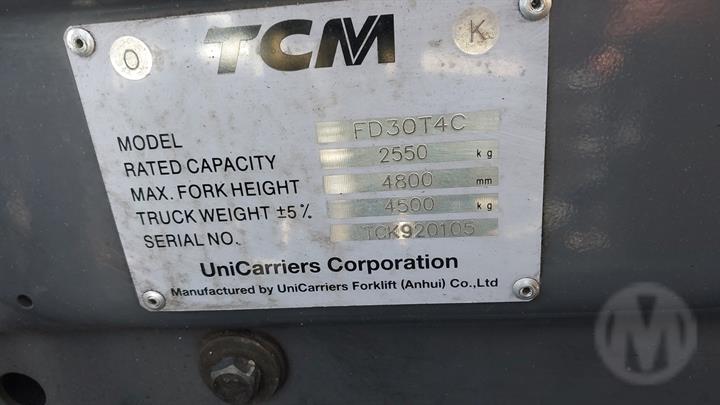 O TCM K
MODEL FD30T4C
RATED CAPACITY 2550 kg
MAX. FORK HEIGHT 4800 mm
TRUCK WEIGHT ±5% 4500 kg
SERIAL NO. TCK920105
UniCarriers Corporation
Manufactured by UniCarriers Forklift (Anhui) Co.,Ltd
M